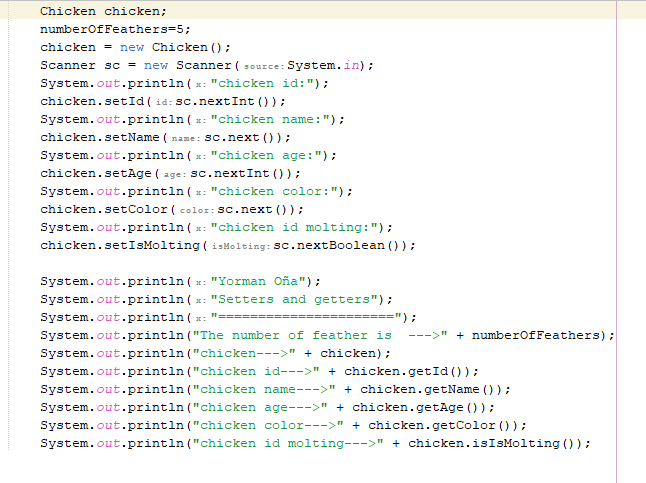 Chicken chicken;
numberOfFeathers=5;
chicken = new Chicken();
Scanner sc = new Scanner( source: System.in);
System.out.println( x: "chicken id:");
chicken.setId( id: sc.nextInt());
System.out.println( x: "chicken name:");
chicken.setName( name: sc.next());
System.out.println( x: "chicken age:");
chicken.setAge( age: sc.nextInt());
System.out.println( x: "chicken color:");
chicken.setColor( color: sc.next());
System.out.println( x: "chicken id molting:");
chicken.setIsMolting( isMolting: sc.nextBoolean());
System.out.println( x: "Yorman Oña");
System.out.println( x: "Setters and getters");
System.out.println( x: "======================");
System.out.println("The number of feather is  --->" + numberOfFeathers);
System.out.println("chicken--->" + chicken);
System.out.println("chicken id--->" + chicken.getId());
System.out.println("chicken name--->" + chicken.getName());
System.out.println("chicken age--->" + chicken.getAge());
System.out.println("chicken color--->" + chicken.getColor());
System.out.println("chicken id molting--->" + chicken.isIsMolting());